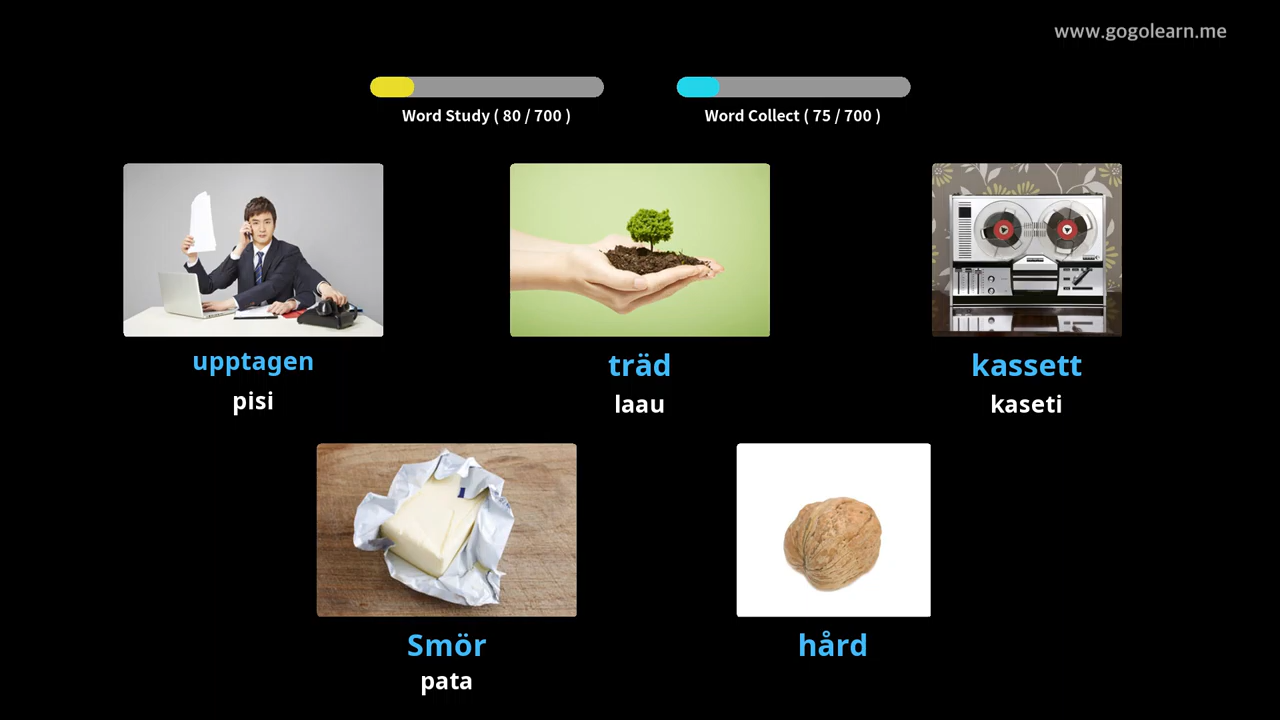 www.gogolearn.me
Word Study ( 80 / 700 )
Word Collect ( 75 / 700 )
upptagen
pisi
träd
laau
kassett
kaseti
Smör
pata
hård